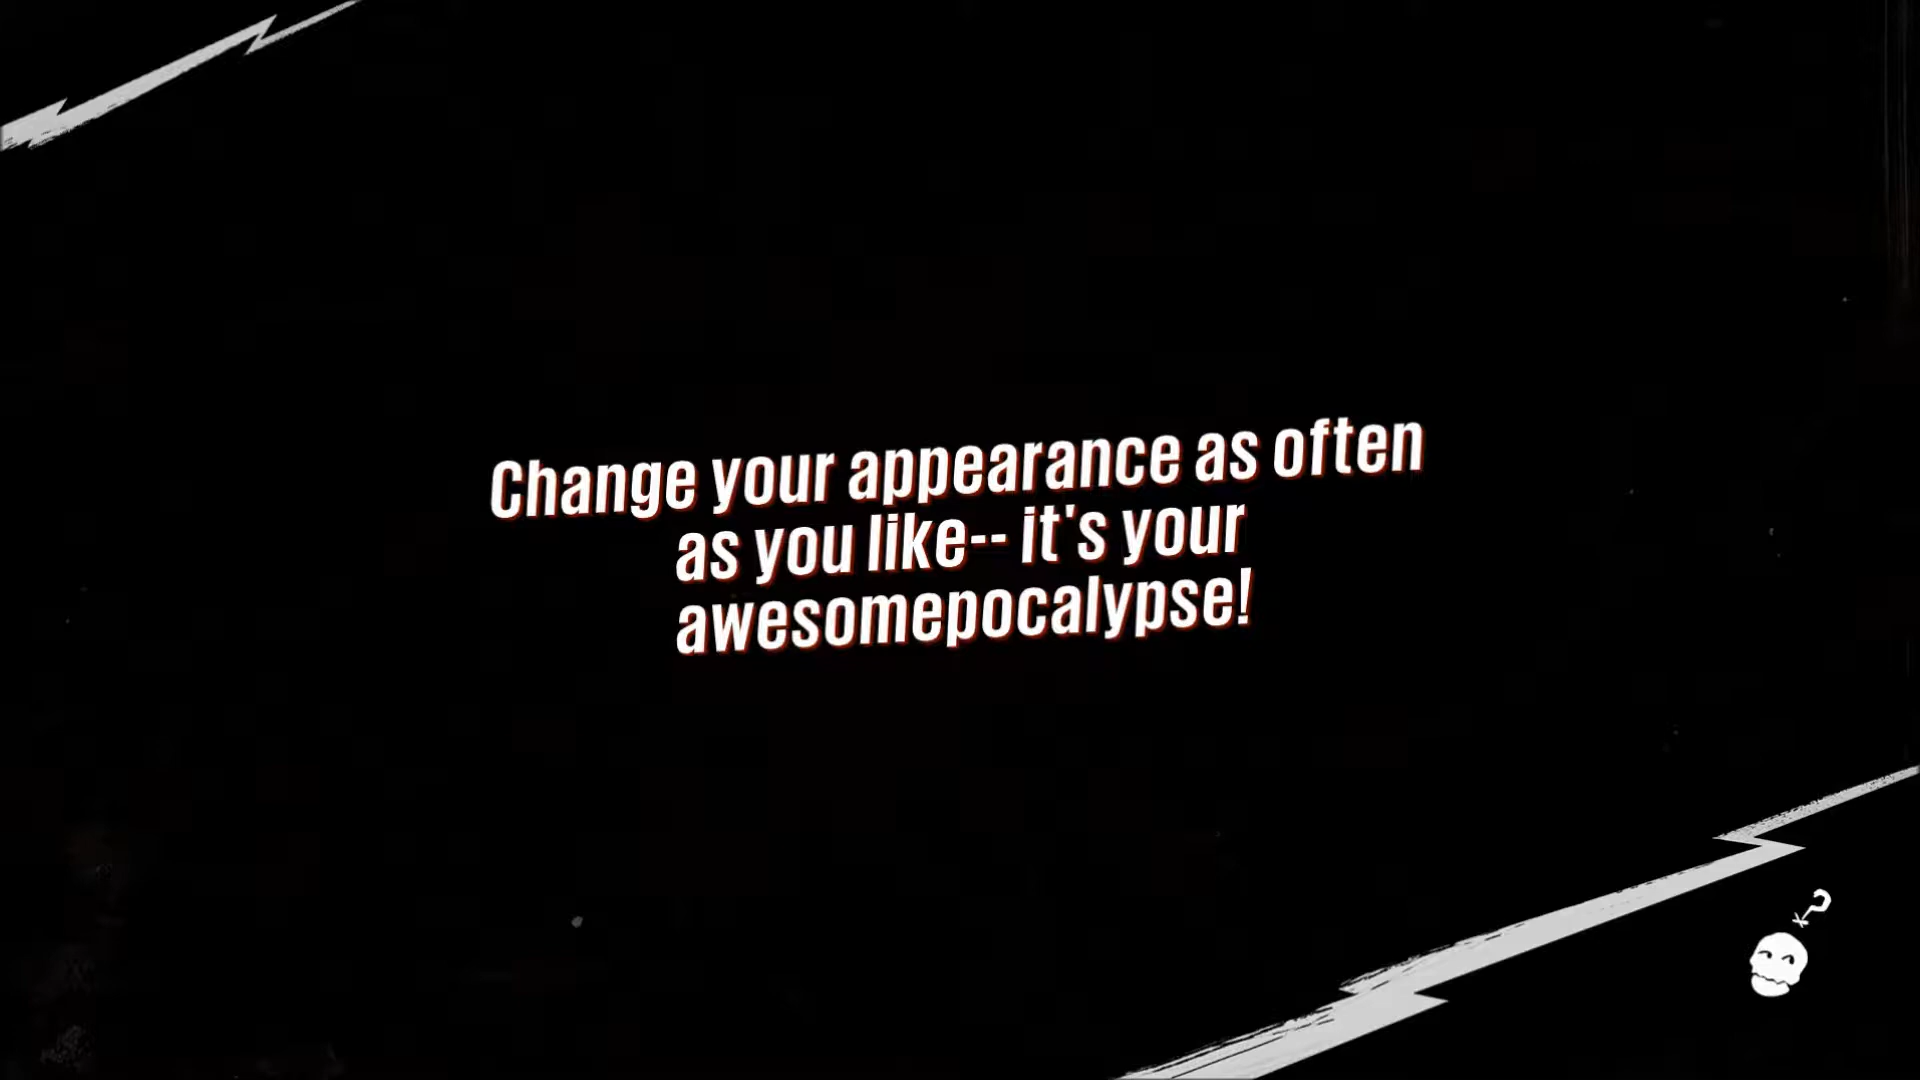 Change your appearance as often
as you like-- it's your
awesomepocalypse!